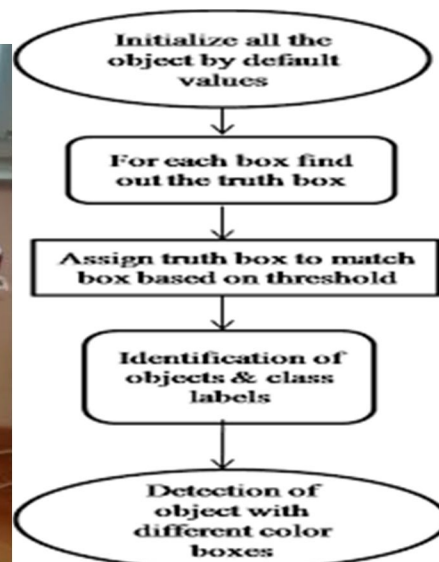 Initialize all the
object by default
values
For each box find
out the truth box
Assign truth box to match
box based on threshold
Identification of
objects & class
labels
Detection of
object with
different color
boxes